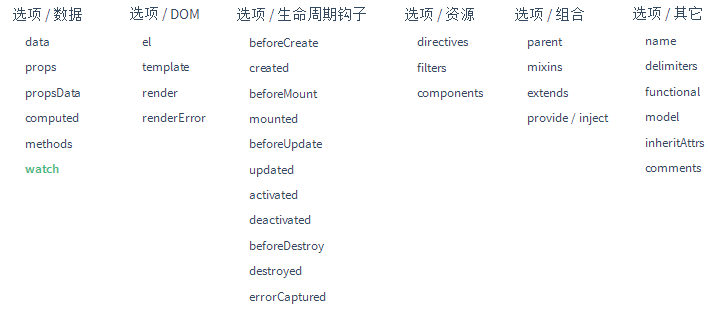 选项 / 数据
data
props
propsData
computed
methods
watch
选项 / DOM
el
template
render
renderError
选项 / 生命周期钩子
beforeCreate
created
beforeMount
mounted
beforeUpdate
updated
activated
deactivated
beforeDestroy
destroyed
errorCaptured
选项 / 资源
directives
filters
components
选项 / 组合
parent
mixins
extends
provide / inject
选项 / 其它
name
delimiters
functional
model
inheritAttrs
comments